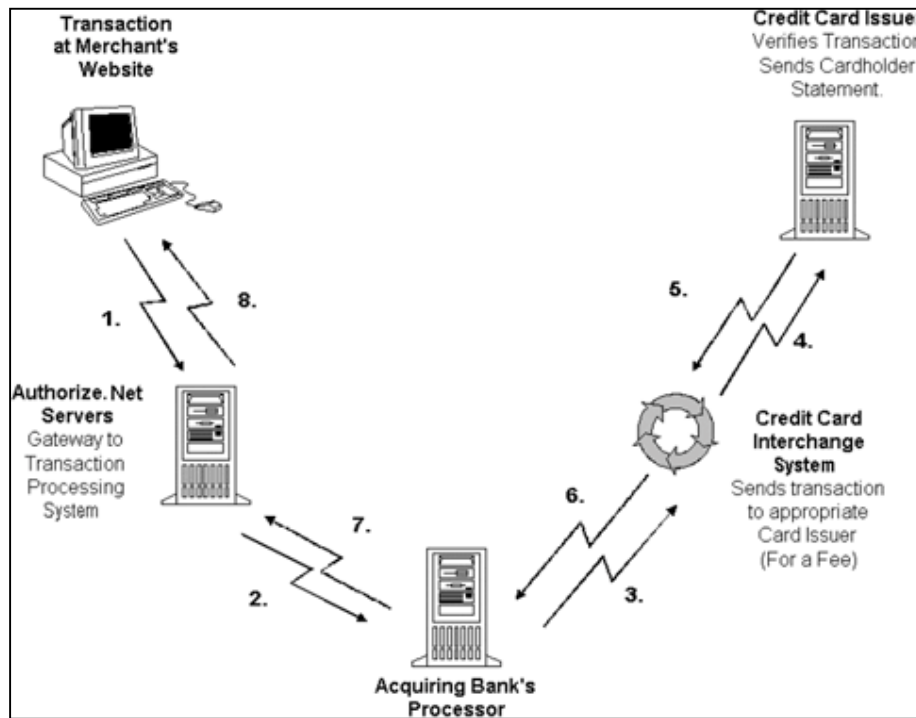 Transaction
at Merchant's
Website
Credit Card Issuer
Verifies Transaction
Sends Cardholder
Statement.
1.
8.
5.
4.
Authorize.Net
Servers
Gateway to
Transaction
Processing
System
Credit Card
Interchange
System
Sends transaction
to appropriate
Card Issuer
(For a Fee)
6.
7.
2.
3.
Acquiring Bank's
Processor